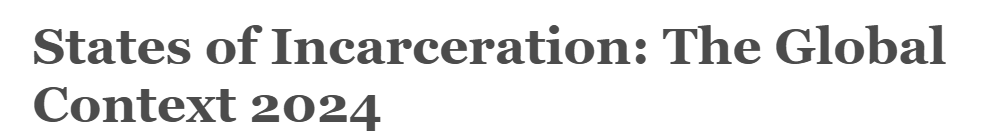 States of Incarceration: The Global
Context 2024